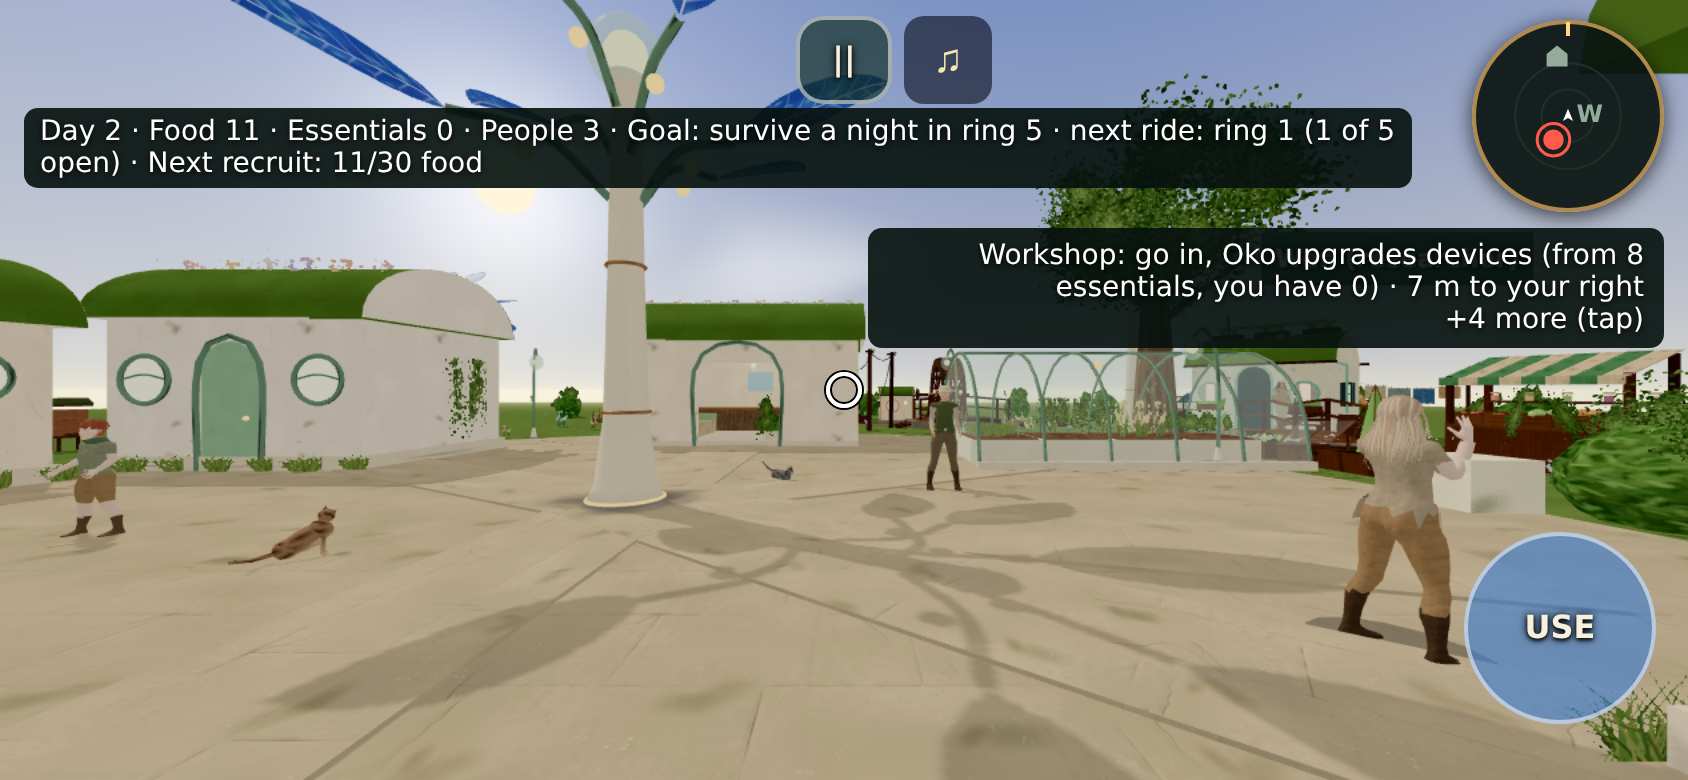 Day 2 · Food 11 · Essentials 0 · People 3 · Goal: survive a night in ring 5 · next ride: ring 1 (1 of 5
open) · Next recruit: 11/30 food
W
Workshop: go in, Oko upgrades devices (from 8
essentials, you have 0) · 7 m to your right
+4 more (tap)
USE